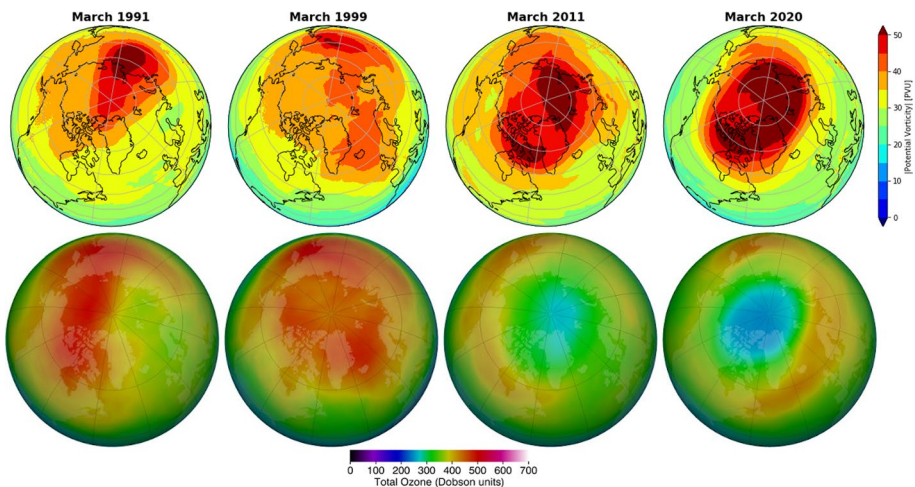 March 1991
March 1999
March 2011
March 2020
50
40
30
20
10
0
|Potential Vorticity| [PVU]
0 100 200 300 400 500 600 700
Total Ozone (Dobson units)